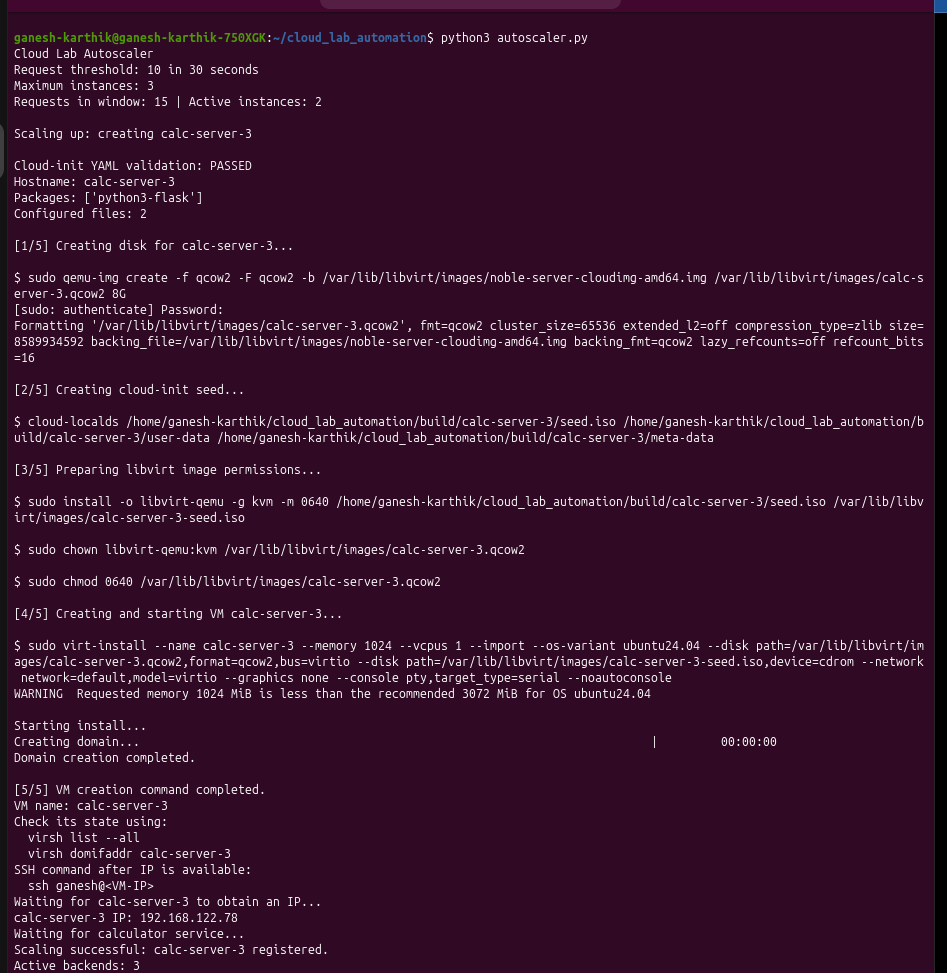 ganesh-karthik@ganesh-karthik-750XGK:~/cloud_lab_automation$ python3 autoscaler.py
Cloud Lab Autoscaler
Request threshold: 10 in 30 seconds
Maximum instances: 3
Requests in window: 15 | Active instances: 2

Scaling up: creating calc-server-3

Cloud-init YAML validation: PASSED
Hostname: calc-server-3
Packages: ['python3-flask']
Configured files: 2

[1/5] Creating disk for calc-server-3...

$ sudo qemu-img create -f qcow2 -F qcow2 -b /var/lib/libvirt/images/noble-server-cloudimg-amd64.img /var/lib/libvirt/images/calc-s
erver-3.qcow2 8G
[sudo: authenticate] Password:
Formatting '/var/lib/libvirt/images/calc-server-3.qcow2', fmt=qcow2 cluster_size=65536 extended_l2=off compression_type=zlib size=
8589934592 backing_file=/var/lib/libvirt/images/noble-server-cloudimg-amd64.img backing_fmt=qcow2 lazy_refcounts=off refcount_bits
=16

[2/5] Creating cloud-init seed...

$ cloud-localds /home/ganesh-karthik/cloud_lab_automation/build/calc-server-3/seed.iso /home/ganesh-karthik/cloud_lab_automation/b
uild/calc-server-3/user-data /home/ganesh-karthik/cloud_lab_automation/build/calc-server-3/meta-data

[3/5] Preparing libvirt image permissions...

$ sudo install -o libvirt-qemu -g kvm -m 0640 /home/ganesh-karthik/cloud_lab_automation/build/calc-server-3/seed.iso /var/lib/libv
irt/images/calc-server-3-seed.iso

$ sudo chown libvirt-qemu:kvm /var/lib/libvirt/images/calc-server-3.qcow2

$ sudo chmod 0640 /var/lib/libvirt/images/calc-server-3.qcow2

[4/5] Creating and starting VM calc-server-3...

$ sudo virt-install --name calc-server-3 --memory 1024 --vcpus 1 --import --os-variant ubuntu24.04 --disk path=/var/lib/libvirt/im
ages/calc-server-3.qcow2,format=qcow2,bus=virtio --disk path=/var/lib/libvirt/images/calc-server-3-seed.iso,device=cdrom --network
 network=default,model=virtio --graphics none --console pty,target_type=serial --noautoconsole
WARNING  Requested memory 1024 MiB is less than the recommended 3072 MiB for OS ubuntu24.04

Starting install...
Creating domain... | 00:00:00
Domain creation completed.

[5/5] VM creation command completed.
VM name: calc-server-3
Check its state using:
  virsh list --all
  virsh domifaddr calc-server-3
SSH command after IP is available:
  ssh ganesh@<VM-IP>
Waiting for calc-server-3 to obtain an IP...
calc-server-3 IP: 192.168.122.78
Waiting for calculator service...
Scaling successful: calc-server-3 registered.
Active backends: 3